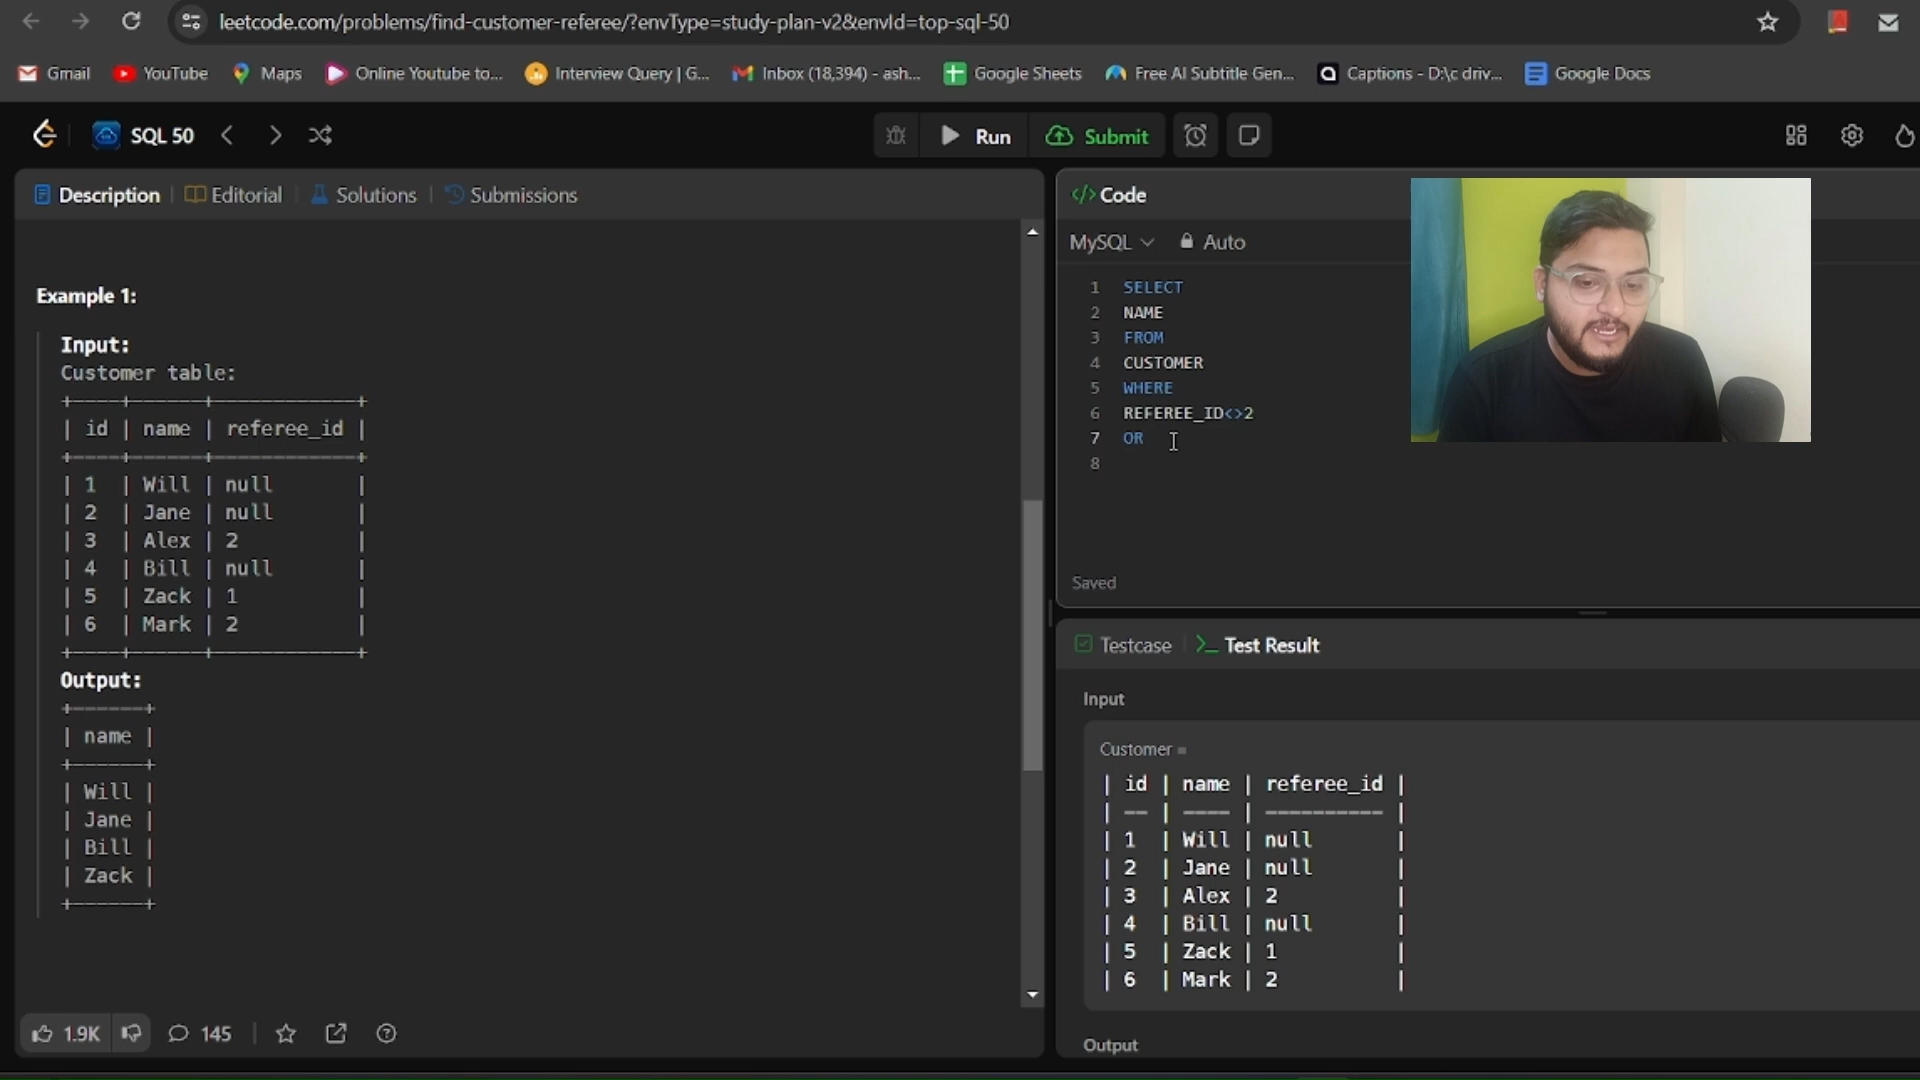 leetcode.com/problems/find-customer-referee/?envType=study-plan-v2&envId=top-sql-50
Gmail YouTube Maps Online Youtube to... Interview Query | G... Inbox (18,394) - ash... Google Sheets Free AI Subtitle Gen... Captions - D:\c driv... Google Docs
SQL 50 Run Submit
Description | Editorial | Solutions | Submissions
Example 1:
Input:
Customer table:
+----+------+------------+
| id | name | referee_id |
+----+------+------------+
| 1 | Will | null |
| 2 | Jane | null |
| 3 | Alex | 2 |
| 4 | Bill | null |
| 5 | Zack | 1 |
| 6 | Mark | 2 |
+----+------+------------+
Output:
+------+
| name |
+------+
| Will |
| Jane |
| Bill |
| Zack |
+------+
1.9K 145
</> Code
MySQL Auto
1 SELECT
2 NAME
3 FROM
4 CUSTOMER
5 WHERE
6 REFEREE_ID<>2
7 OR
8
Saved
Testcase | >_ Test Result
Input
Customer =
| id | name | referee_id |
| -- | ---- | ---------- |
| 1 | Will | null |
| 2 | Jane | null |
| 3 | Alex | 2 |
| 4 | Bill | null |
| 5 | Zack | 1 |
| 6 | Mark | 2 |
Output